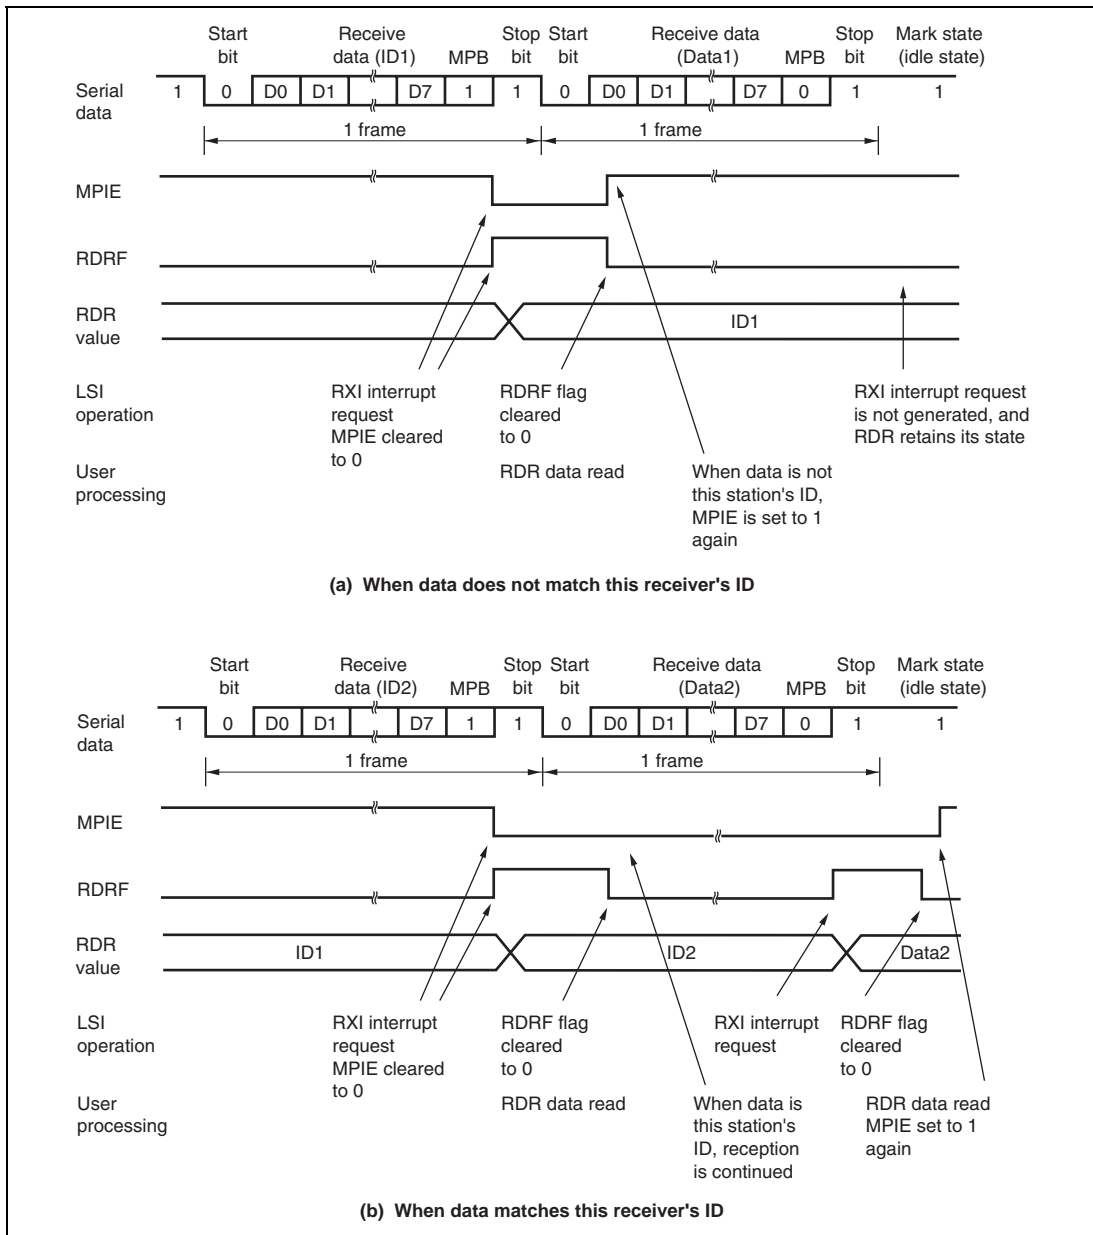 Start bit Receive data (ID1) MPB Stop bit Start bit Receive data (Data1) MPB Stop bit Mark state (idle state)
Serial data 1 0 D0 D1 D7 1 1 0 D0 D1 D7 0 1 1
1 frame 1 frame
MPIE
RDRF
RDR value ID1
LSI operation
RXI interrupt request MPIE cleared to 0
RDRF flag cleared to 0
RXI interrupt request is not generated, and RDR retains its state
User processing
RDR data read
When data is not this station's ID, MPIE is set to 1 again
(a) When data does not match this receiver's ID
Start bit Receive data (ID2) MPB Stop bit Start bit Receive data (Data2) MPB Stop bit Mark state (idle state)
Serial data 1 0 D0 D1 D7 1 1 0 D0 D1 D7 0 1 1
1 frame 1 frame
MPIE
RDRF
RDR value ID1 ID2 Data2
LSI operation
RXI interrupt request MPIE cleared to 0
RDRF flag cleared to 0
RXI interrupt request
RDRF flag cleared to 0
User processing
RDR data read
When data is this station's ID, reception is continued
RDR data read MPIE set to 1 again
(b) When data matches this receiver's ID